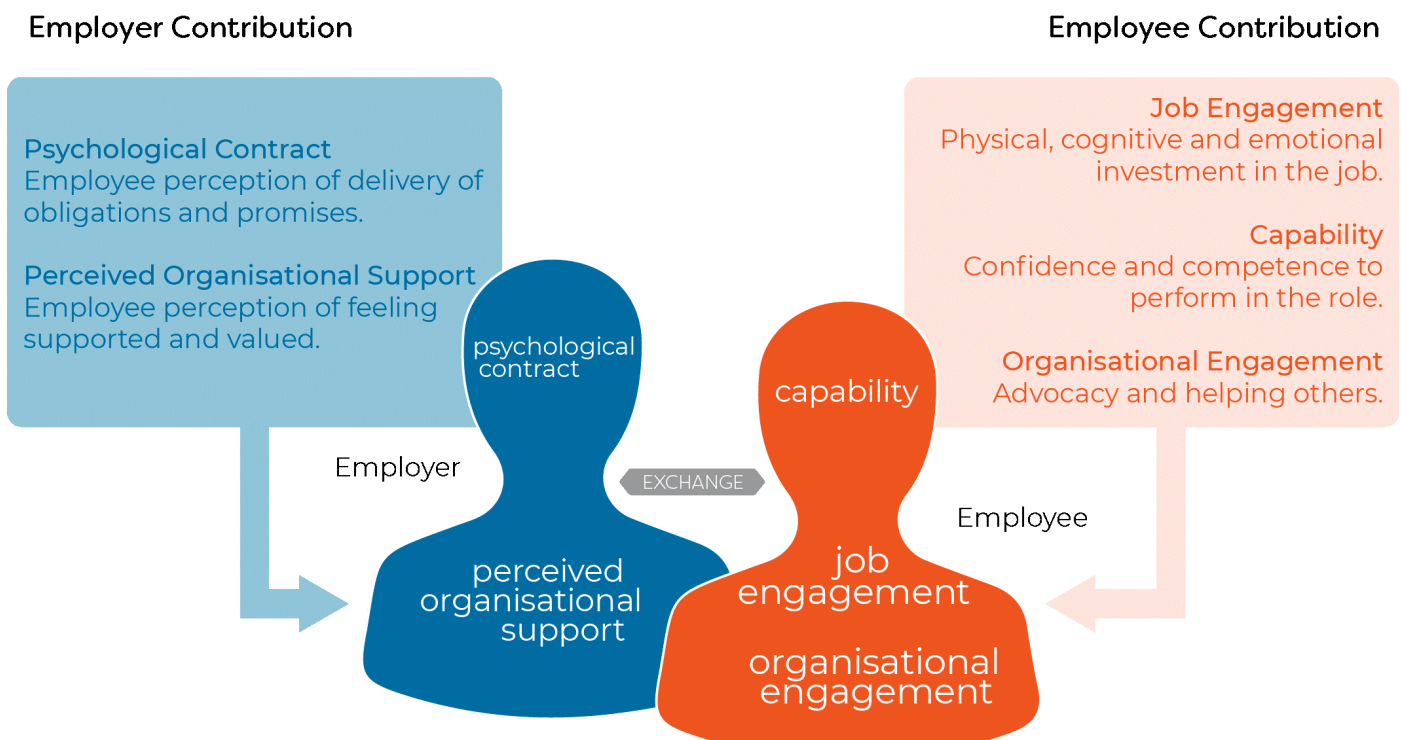 Employer Contribution
Employee Contribution
Psychological Contract
Employee perception of delivery of
obligations and promises.
Perceived Organisational Support
Employee perception of feeling
supported and valued.
Job Engagement
Physical, cognitive and emotional
investment in the job.
Capability
Confidence and competence to
perform in the role.
Organisational Engagement
Advocacy and helping others.
psychological
contract
capability
Employer
EXCHANGE
Employee
perceived
organisational
support
job
engagement
organisational
engagement